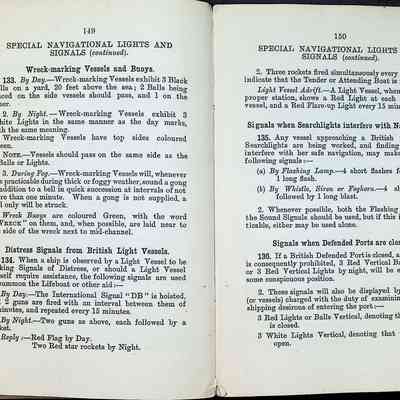 149
SPECIAL NAVIGATIONAL LIGHTS AND
SIGNALS (continued).
Wreck-marking Vessels and Buoys.
133. By Day.—Wreck-marking Vessels exhibit 3 Black
on a yard, 20 feet above the sea; 2 Balls being
on the side vessels should pass, and 1 on the
2. By Night.—Wreck-marking Vessels exhibit 3
Lights in the same manner as the day marks,
the same meaning.
Wreck-marking Vessels have top sides coloured
NOTE.—Vessels should pass on the same side as the
Balls or Lights.
3. During Fog.—Wreck-marking Vessels will, whenever
practicable during thick or foggy weather, sound a gong
addition to a bell in quick succession at intervals of not
more than one minute. When a gong is not supplied, a
only will be struck.
Wreck Buoys are coloured Green, with the word
"WRECK" on them, and, when possible, are laid near to
side of the wreck next to mid-channel.
Distress Signals from British Light Vessels.
134. When a ship is observed by a Light Vessel to be
making Signals of Distress, or should a Light Vessel
require assistance, the following signals are used
summon the Lifeboat or other aid:—
By Day.—The International Signal "DB" is hoisted,
2 guns are fired with an interval between them of
minutes, and repeated every 15 minutes.
By Night.—Two guns as above, each followed by a
Reply:—Red Flag by Day.
Two Red star rockets by Night.
150
SPECIAL NAVIGATIONAL LIGHTS
SIGNALS (continued).
2. Three rockets fired simultaneously every
indicate that the Tender or Attending Boat is
Light Vessel Adrift.—A Light Vessel, when
proper station, shows a Red Light at each
vessel, and a Red Flare-up Light every 15 min
Signals when Searchlights interfere with
135. Any vessel approaching a British
Searchlights are being worked, and finding
interfere with her safe navigation, may make
following signals:—
(a) By Flashing Lamp.—4 short flashes
1 long flash.
(b) By Whistle, Siren or Foghorn.—4
followed by 1 long blast.
2. Whenever possible, both the Flashing
the Sound Signals should be used, but if this
ticable, either may be used alone.
Signals when Defended Ports are
136. If a British Defended Port is closed,
is consequently prohibited, 3 Red Vertical
or 3 Red Vertical Lights by night, will be
some conspicuous position.
2. These signals will also be displayed by
(or vessels) charged with the duty of examining
shipping desirous of entering the port:—
3 Red Lights or Balls Vertical, denoting that
is closed.
3 White Lights Vertical, denoting that
open.